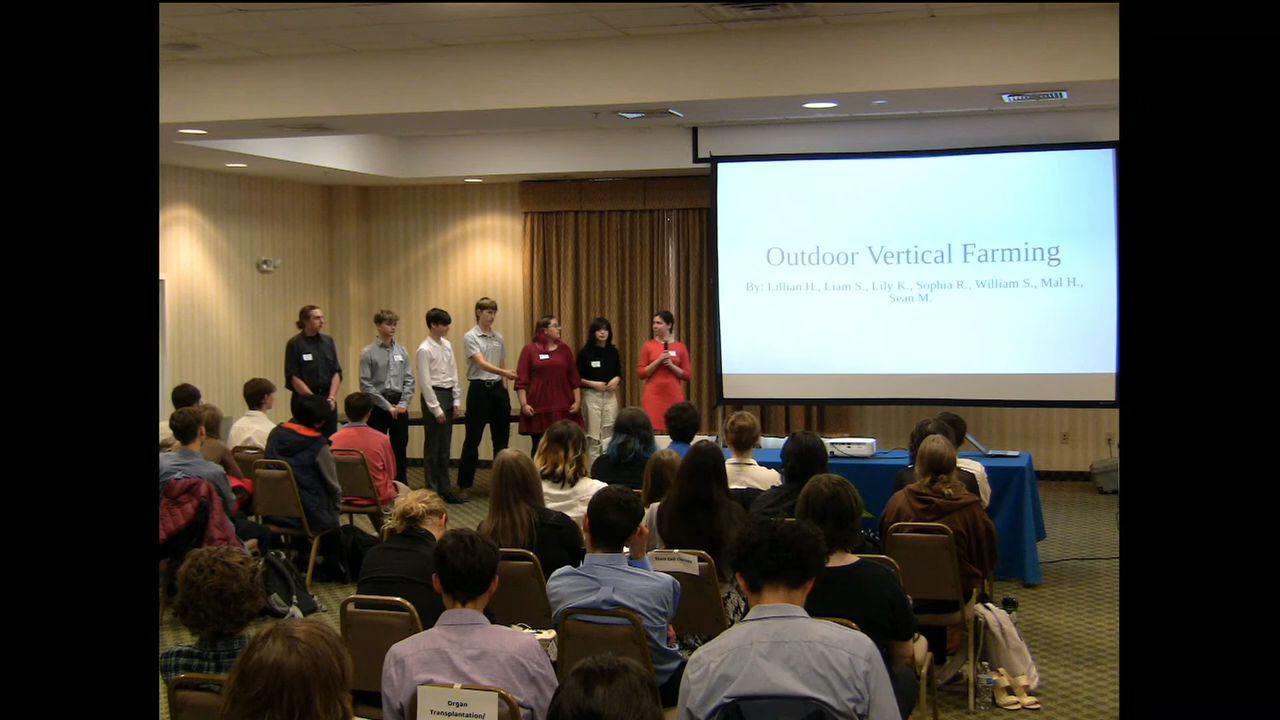 Outdoor Vertical Farming
By: Lillian H., Liam S., Lily K., Sophia R., William S., Mal H.,
Sean M.
Organ
Transplantation/